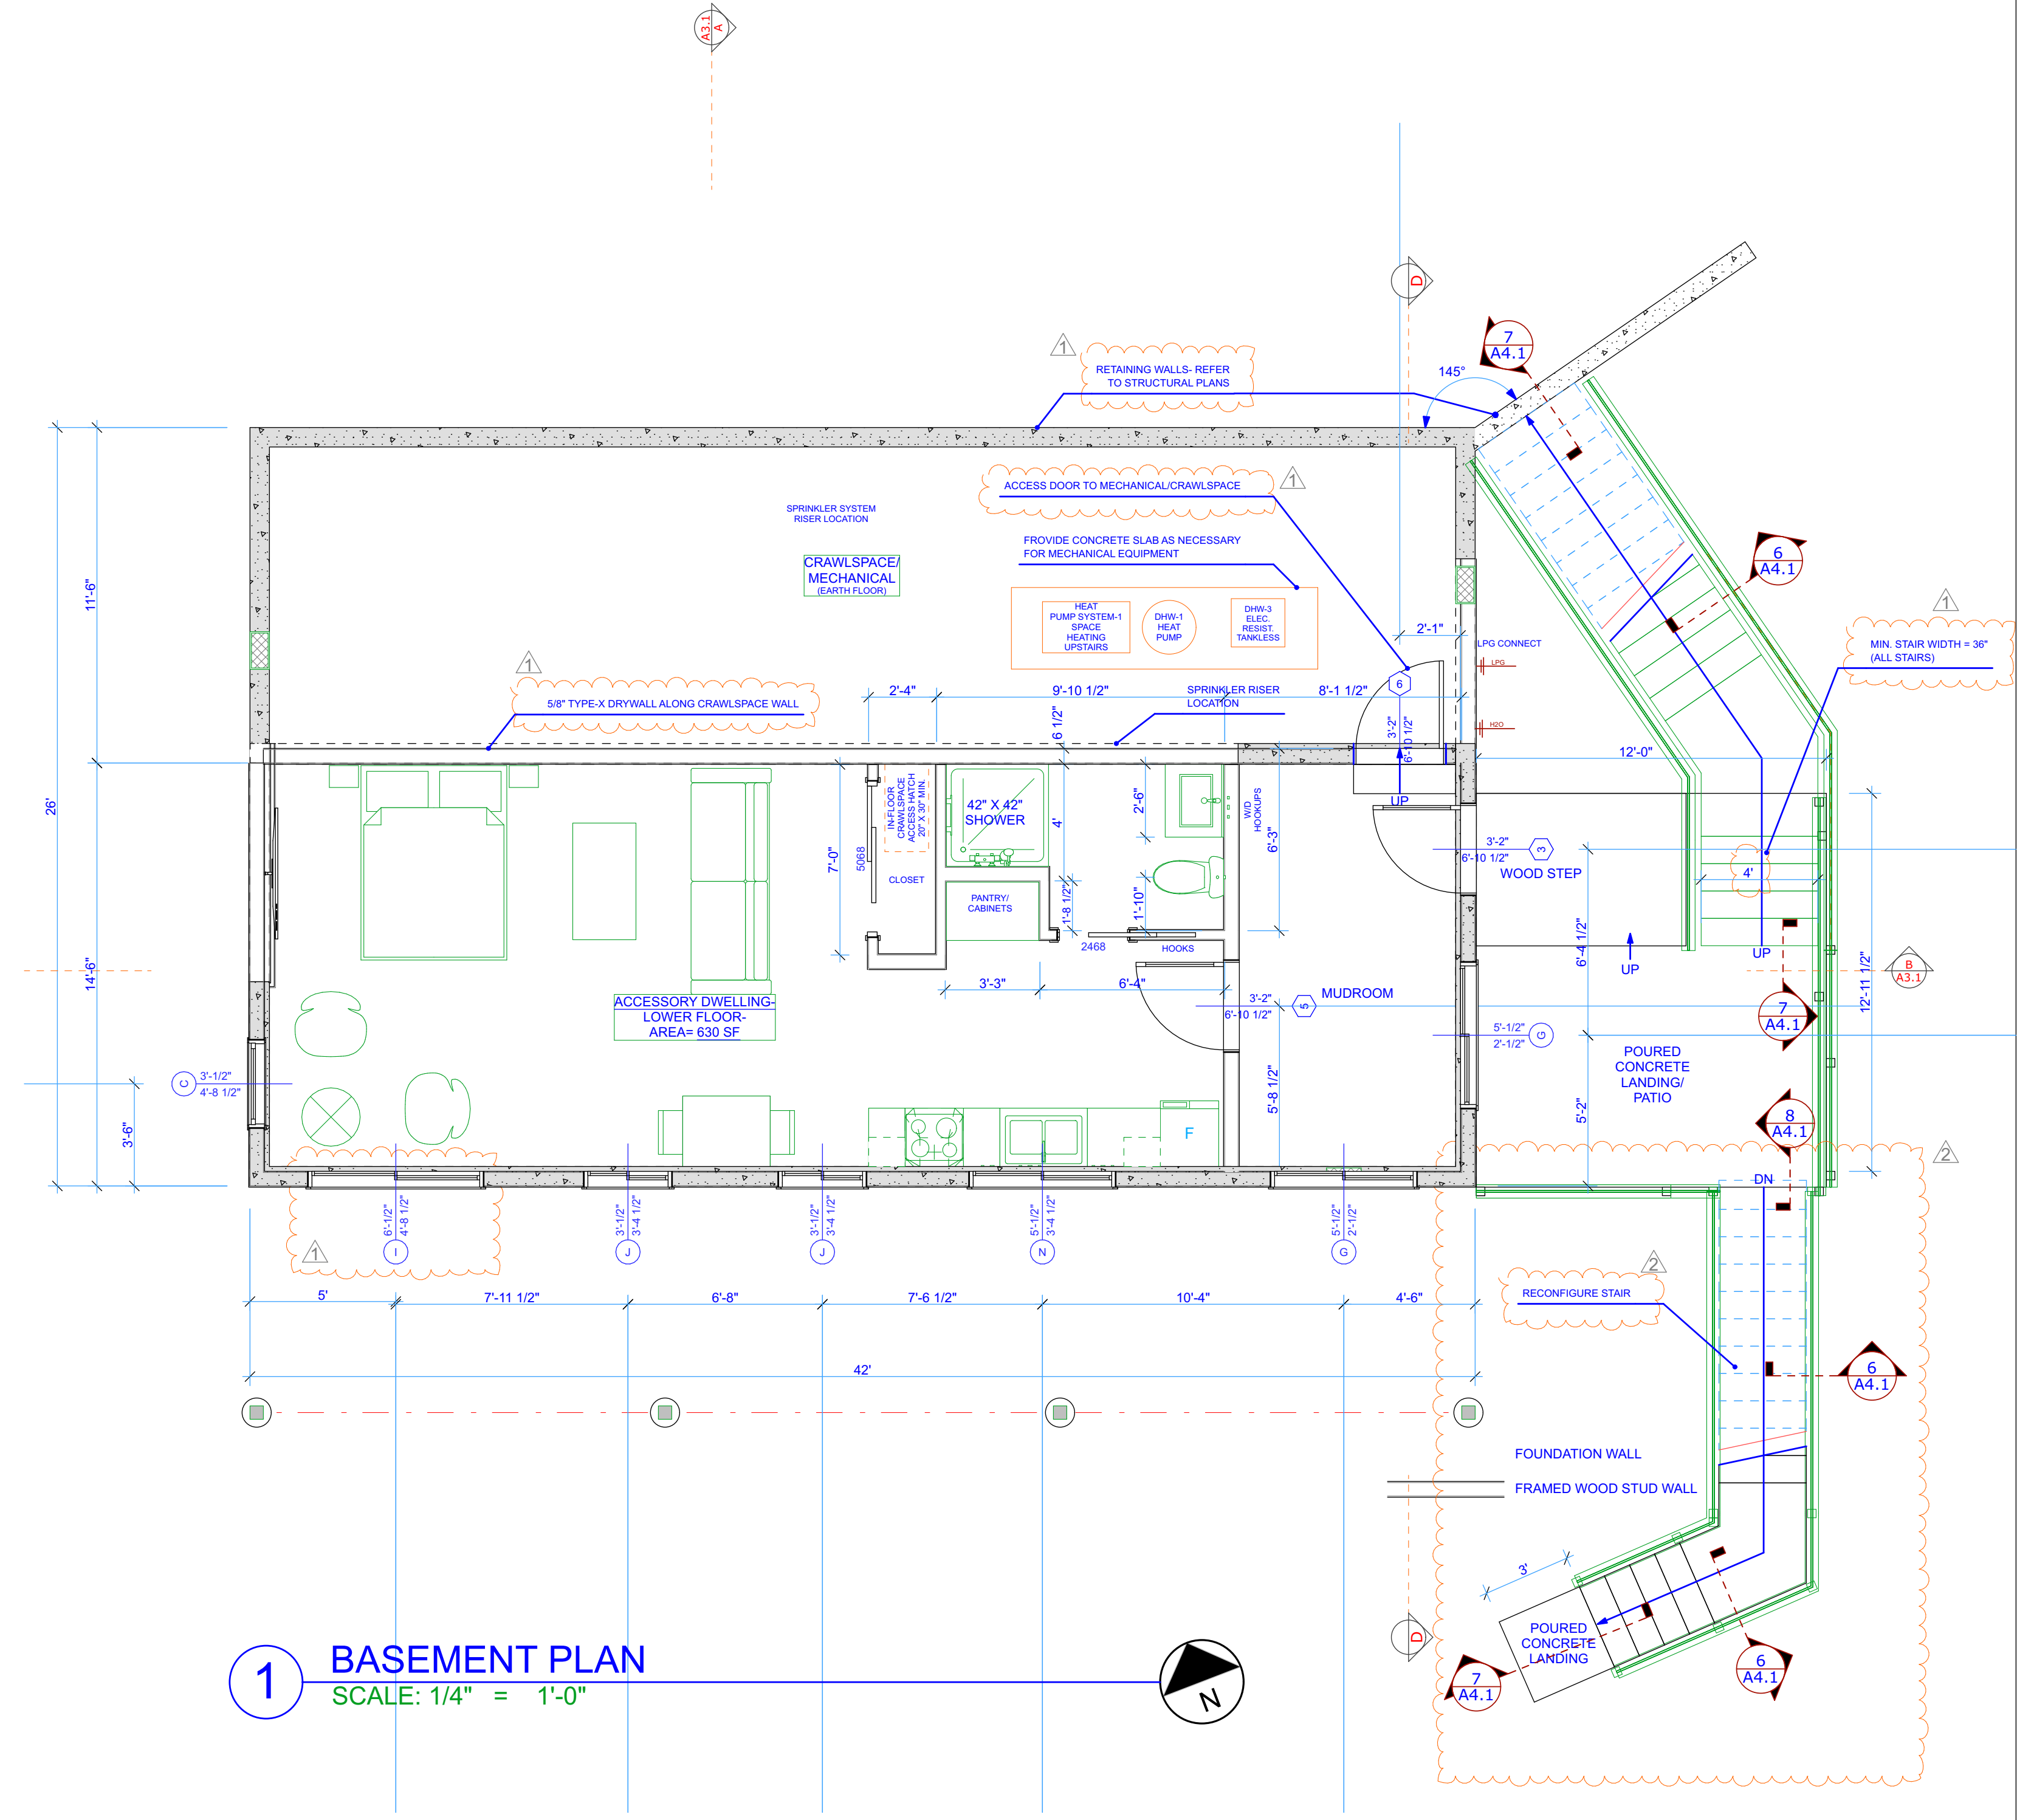 A3.1
A
D
7
A4.1
1
RETAINING WALLS- REFER
TO STRUCTURAL PLANS
145°
ACCESS DOOR TO MECHANICAL/CRAWLSPACE
1
SPRINKLER SYSTEM
RISER LOCATION
FROVIDE CONCRETE SLAB AS NECESSARY
FOR MECHANICAL EQUIPMENT
6
A4.1
CRAWLSPACE/
MECHANICAL
(EARTH FLOOR)
11'-6"
HEAT
PUMP SYSTEM-1
SPACE
HEATING
UPSTAIRS
DHW-1
HEAT
PUMP
DHW-3
ELEC.
RESIST.
TANKLESS
2'-1"
LPG CONNECT
LPG
1
MIN. STAIR WIDTH = 36"
(ALL STAIRS)
1
5/8" TYPE-X DRYWALL ALONG CRAWLSPACE WALL
2'-4"
9'-10 1/2"
SPRINKLER RISER
LOCATION
8'-1 1/2"
6
3'-2"
6'-10 1/2"
6 1/2"
H2O
12'-0"
UP
26'
14'-6"
IN-FLOOR
CRAWLSPACE
ACCESS HATCH
20" X 30" MIN.
42" X 42"
SHOWER
4'
2'-6"
W/D
HOOKUPS
6'-3"
7'-0"
5068
CLOSET
PANTRY/
CABINETS
1'-8 1/2"
1'-10"
2468
HOOKS
3'-2"
6'-10 1/2"
3
WOOD STEP
4'
6'-4 1/2"
UP
UP
12'-11 1/2"
B
A3.1
3'-3"
6'-4"
3'-2"
6'-10 1/2"
5
MUDROOM
ACCESSORY DWELLING-
LOWER FLOOR-
AREA= 630 SF
5'-1/2"
2'-1/2"
G
7
A4.1
POURED
CONCRETE
LANDING/
PATIO
C
3'-1/2"
4'-8 1/2"
3'-6"
5'-8 1/2"
5'-2"
F
8
A4.1
2
DN
6'-1/2"
4'-8 1/2"
I
3'-1/2"
3'-4 1/2"
J
3'-1/2"
3'-4 1/2"
J
5'-1/2"
3'-4 1/2"
N
5'-1/2"
2'-1/2"
G
1
2
RECONFIGURE STAIR
5'
7'-11 1/2"
6'-8"
7'-6 1/2"
10'-4"
4'-6"
42'
6
A4.1
FOUNDATION WALL
FRAMED WOOD STUD WALL
3'
POURED
CONCRETE
LANDING
D
7
A4.1
6
A4.1
1
BASEMENT PLAN
SCALE: 1/4" = 1'-0"
N